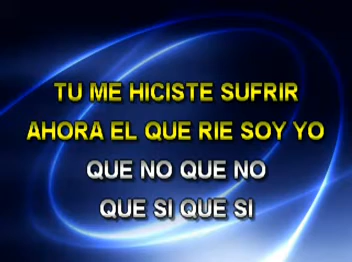 TU ME HICISTE SUFRIR
AHORA EL QUE RIE SOY YO
QUE NO QUE NO
QUE SI QUE SI